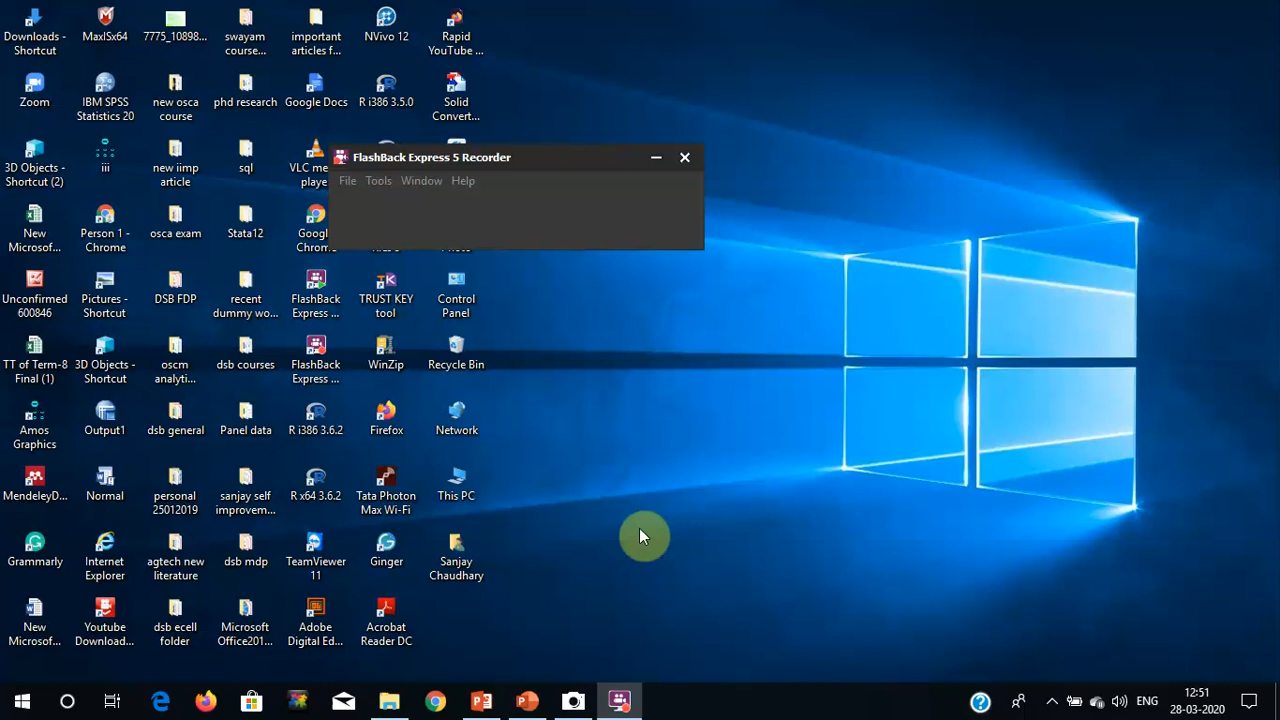 Downloads -
Shortcut
MaxISx64
7775_10898...
swayam
course...
important
articles f...
NVivo 12
Rapid
YouTube ...
Zoom
IBM SPSS
Statistics 20
new osca
course
phd research
Google Docs
R i386 3.5.0
Solid
Convert...
3D Objects -
Shortcut (2)
iii
new iimp
article
sql
VLC me
playe
FlashBack Express 5 Recorder
File Tools Window Help
New
Microsof...
Person 1 -
Chrome
osca exam
Stata12
Googl
Chrome
Unconfirmed
600846
Pictures -
Shortcut
DSB FDP
recent
dummy wo...
FlashBack
Express ...
TRUST KEY
tool
Control
Panel
TT of Term-8
Final (1)
3D Objects -
Shortcut
oscm
analyti...
dsb courses
FlashBack
Express ...
WinZip
Recycle Bin
Amos
Graphics
Output1
dsb general
Panel data
R i386 3.6.2
Firefox
Network
MendeleyD...
Normal
personal
25012019
sanjay self
improvem...
R x64 3.6.2
Tata Photon
Max Wi-Fi
This PC
Grammarly
Internet
Explorer
agtech new
literature
dsb mdp
TeamViewer
11
Ginger
Sanjay
Chaudhary
New
Microsof...
Youtube
Download...
dsb ecell
folder
Microsoft
Office201...
Adobe
Digital Ed...
Acrobat
Reader DC
ENG
12:51
28-03-2020